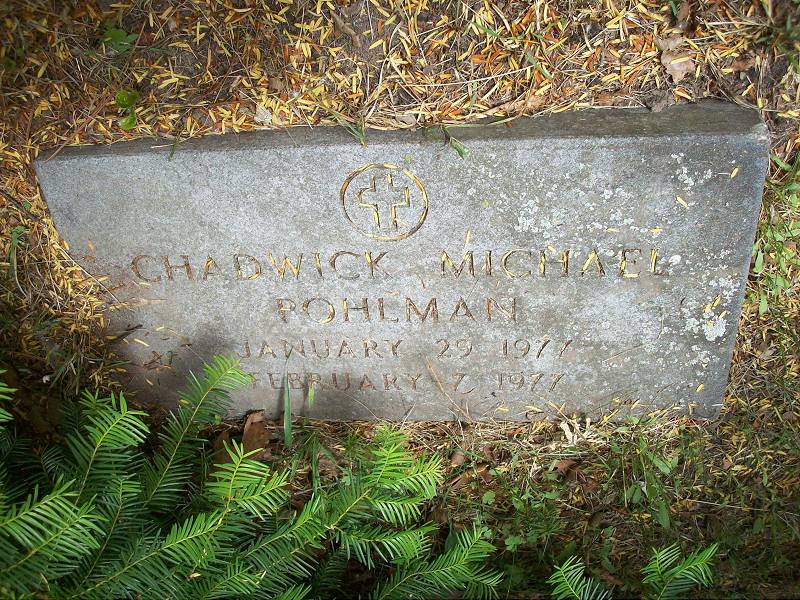 CHADWICK MICHAEL
POHLMAN
JANUARY 29 1977
FEBRUARY 7 1977